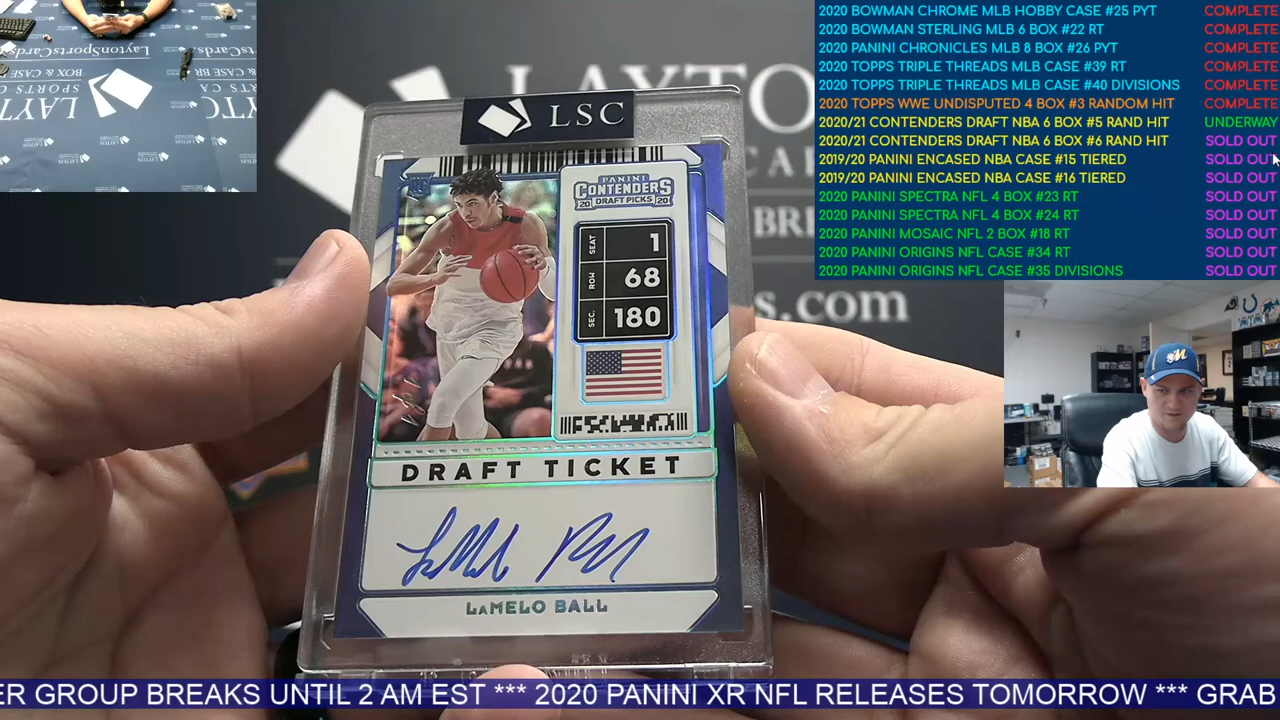 LaytonSportsCards
BOX & CASE BR
LAYT
2020 BOWMAN CHROME MLB HOBBY CASE #25 PYT COMPLETE
2020 BOWMAN STERLING MLB 6 BOX #22 RT COMPLETE
2020 PANINI CHRONICLES MLB 8 BOX #26 PYT COMPLETE
2020 TOPPS TRIPLE THREADS MLB CASE #39 RT COMPLETE
2020 TOPPS TRIPLE THREADS MLB CASE #40 DIVISIONS COMPLETE
2020 TOPPS WWE UNDISPUTED 4 BOX #3 RANDOM HIT COMPLETE
2020/21 CONTENDERS DRAFT NBA 6 BOX #5 RAND HIT UNDERWAY
2020/21 CONTENDERS DRAFT NBA 6 BOX #6 RAND HIT SOLD OUT
2019/20 PANINI ENCASED NBA CASE #15 TIERED SOLD OUT
2019/20 PANINI ENCASED NBA CASE #16 TIERED SOLD OUT
2020 PANINI SPECTRA NFL 4 BOX #23 RT SOLD OUT
2020 PANINI SPECTRA NFL 4 BOX #24 RT SOLD OUT
2020 PANINI MOSAIC NFL 2 BOX #18 RT SOLD OUT
2020 PANINI ORIGINS NFL CASE #34 RT SOLD OUT
2020 PANINI ORIGINS NFL CASE #35 DIVISIONS SOLD OUT
LAYTO
BRE
s.com
LSC
PANINI
CONTENDERS
20 DRAFT PICKS 20
SEAT 1
ROW 68
SEC. 180
DRAFT TICKET
LAMELO BALL
M
ER GROUP BREAKS UNTIL 2 AM EST *** 2020 PANINI XR NFL RELEASES TOMORROW *** GRAB